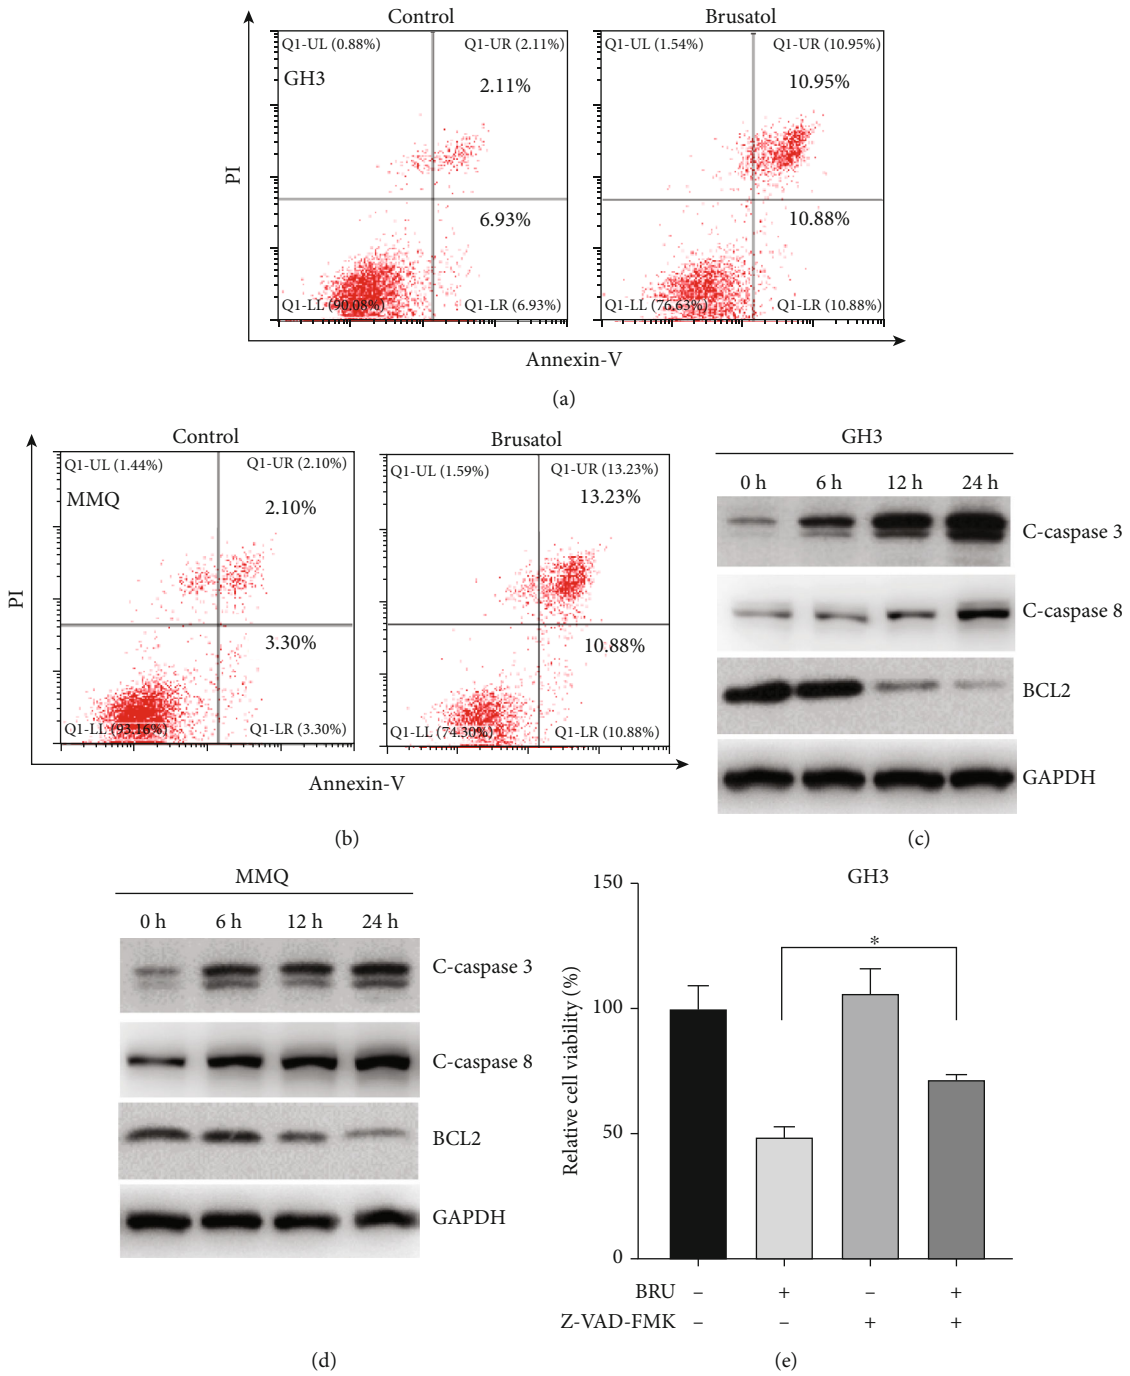 Control
Brusatol
Q1-UL (0.88%)
Q1-UR (2.11%)
Q1-UL (1.54%)
Q1-UR (10.95%)
GH3
2.11%
10.95%
PI
6.93%
10.88%
Q1-LL (90.08%)
Q1-LR (6.93%)
Q1-LL (76.63%)
Q1-LR (10.88%)
Annexin-V
(a)
Control
Brusatol
Q1-UL (1.44%)
Q1-UR (2.10%)
Q1-UL (1.59%)
Q1-UR (13.23%)
MMQ
2.10%
13.23%
PI
3.30%
10.88%
Q1-LL (93.16%)
Q1-LR (3.30%)
Q1-LL (74.30%)
Q1-LR (10.88%)
Annexin-V
(b)
GH3
0 h 6 h 12 h 24 h
C-caspase 3
C-caspase 8
BCL2
GAPDH
(c)
MMQ
0 h 6 h 12 h 24 h
C-caspase 3
C-caspase 8
BCL2
GAPDH
(d)
GH3
150
*
100
50
0
Relative cell viability (%)
BRU – + – +
Z-VAD-FMK – – + +
(e)